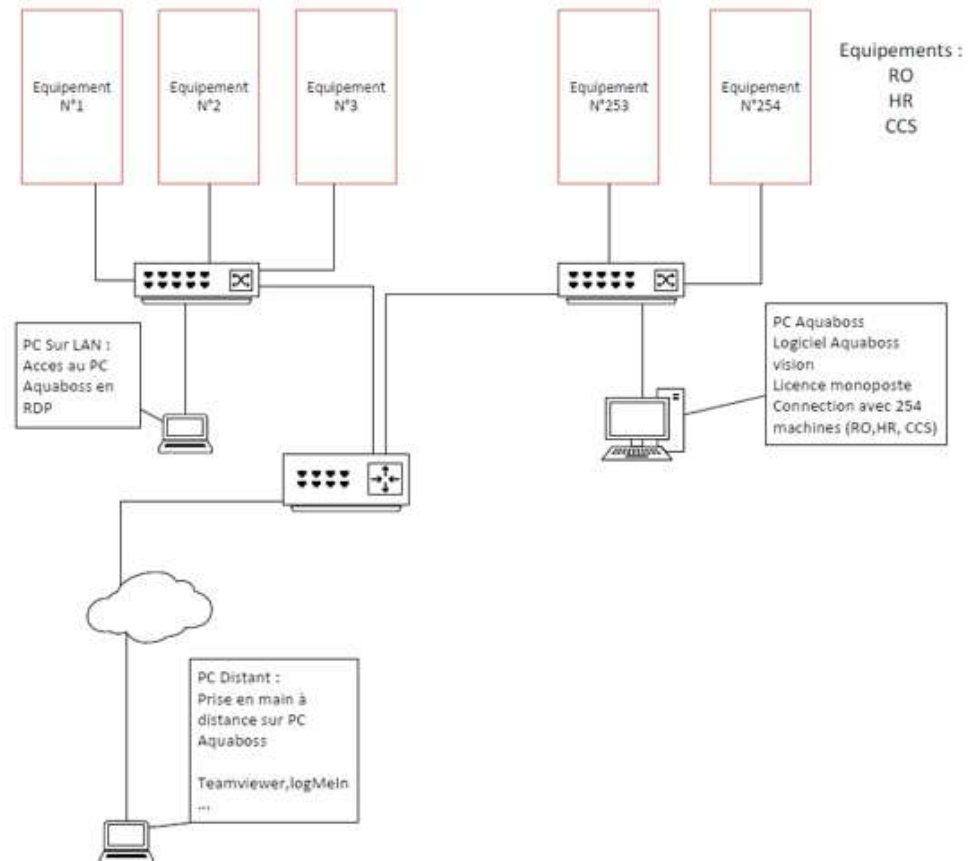 Equipement
N°1
Equipement
N°2
Equipement
N°3
Equipement
N°253
Equipement
N°254
Equipements :
RO
HR
CCS
PC Sur LAN :
Acces au PC
Aquaboss en
RDP
PC Aquaboss
Logiciel Aquaboss
vision
Licence monoposte
Connection avec 254
machines (RO,HR, CCS)
PC Distant :
Prise en main à
distance sur PC
Aquaboss
Teamviewer,logMeIn
...